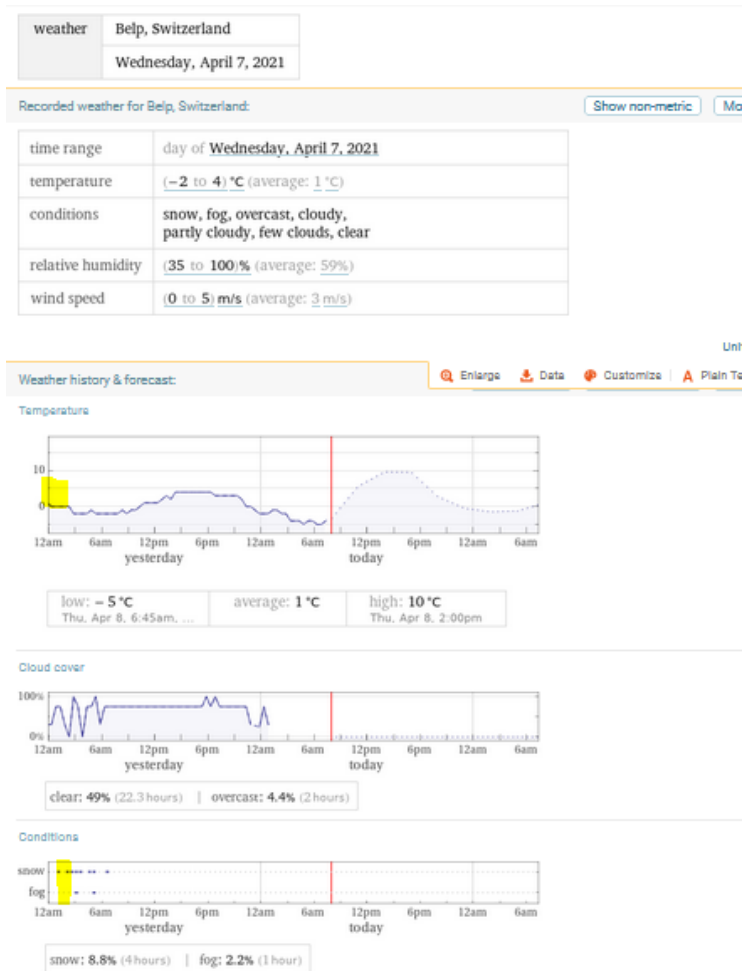 weather Belp, Switzerland
Wednesday, April 7, 2021
Recorded weather for Belp, Switzerland: Show non-metric Mo
time range day of Wednesday, April 7, 2021
temperature (−2 to 4) °C (average: 1 °C)
conditions snow, fog, overcast, cloudy,
partly cloudy, few clouds, clear
relative humidity (35 to 100)% (average: 59%)
wind speed (0 to 5) m/s (average: 3 m/s)
Uni
Weather history & forecast: Enlarge Data Customize A Plain Te
Temperature
10
0
12am 6am 12pm 6pm 12am 6am 12pm 6pm 12am 6am
yesterday today
low: −5 °C average: 1 °C high: 10 °C
Thu, Apr 8, 6:45am, ... Thu, Apr 8, 2:00pm
Cloud cover
100%
0%
12am 6am 12pm 6pm 12am 6am 12pm 6pm 12am 6am
yesterday today
clear: 49% (22.3 hours) | overcast: 4.4% (2 hours)
Conditions
snow
fog
12am 6am 12pm 6pm 12am 6am 12pm 6pm 12am 6am
yesterday today
snow: 8.8% (4 hours) | fog: 2.2% (1 hour)